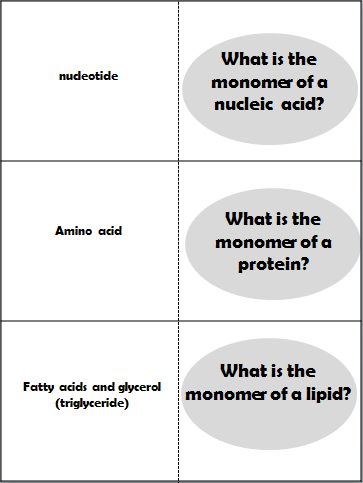 nudeotide
What is the
monomer of a
nucleic acid?
Amino acid
What is the
monomer of a
protein?
Fatty acids and glycerol
(triglyceride)
What is the
monomer of a lipid?